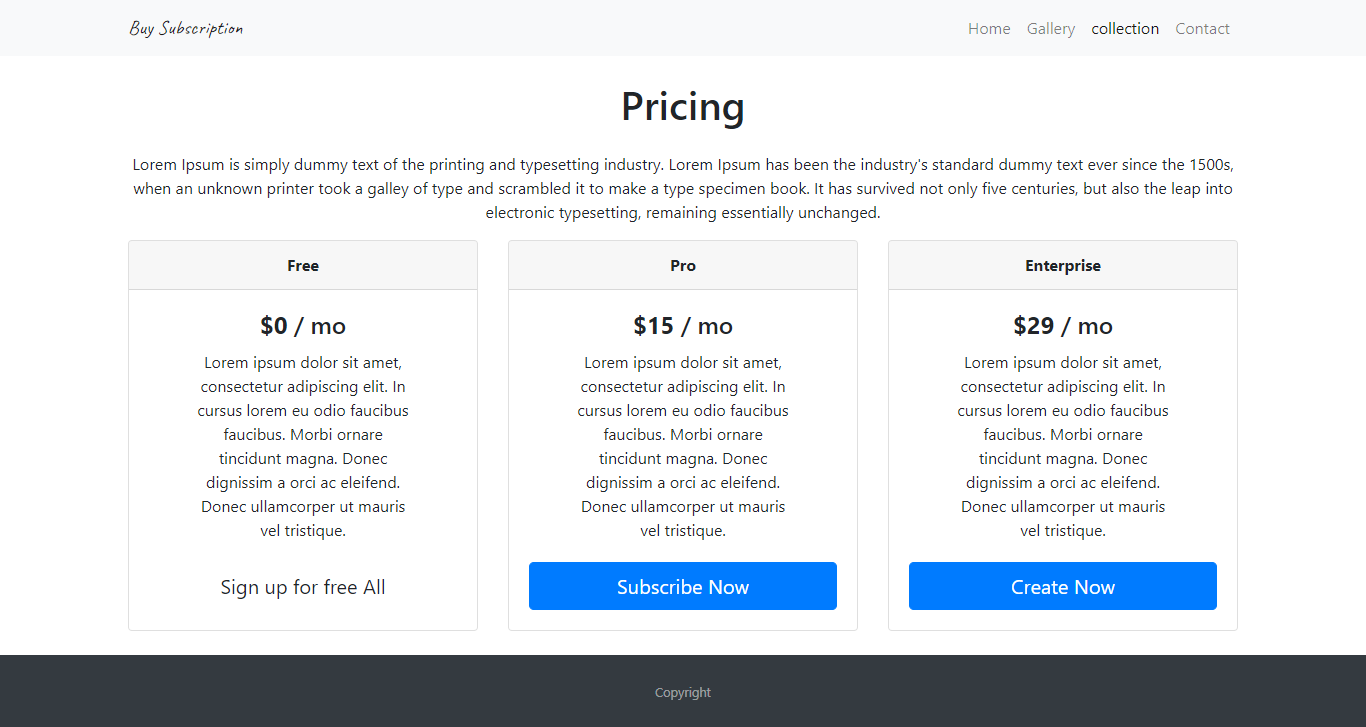 Buy Subscription
Home Gallery collection Contact
Pricing
Lorem Ipsum is simply dummy text of the printing and typesetting industry. Lorem Ipsum has been the industry's standard dummy text ever since the 1500s,
when an unknown printer took a galley of type and scrambled it to make a type specimen book. It has survived not only five centuries, but also the leap into
electronic typesetting, remaining essentially unchanged.
Free
$0 / mo
Lorem ipsum dolor sit amet,
consectetur adipiscing elit. In
cursus lorem eu odio faucibus
faucibus. Morbi ornare
tincidunt magna. Donec
dignissim a orci ac eleifend.
Donec ullamcorper ut mauris
vel tristique.
Sign up for free All
Pro
$15 / mo
Lorem ipsum dolor sit amet,
consectetur adipiscing elit. In
cursus lorem eu odio faucibus
faucibus. Morbi ornare
tincidunt magna. Donec
dignissim a orci ac eleifend.
Donec ullamcorper ut mauris
vel tristique.
Subscribe Now
Enterprise
$29 / mo
Lorem ipsum dolor sit amet,
consectetur adipiscing elit. In
cursus lorem eu odio faucibus
faucibus. Morbi ornare
tincidunt magna. Donec
dignissim a orci ac eleifend.
Donec ullamcorper ut mauris
vel tristique.
Create Now
Copyright